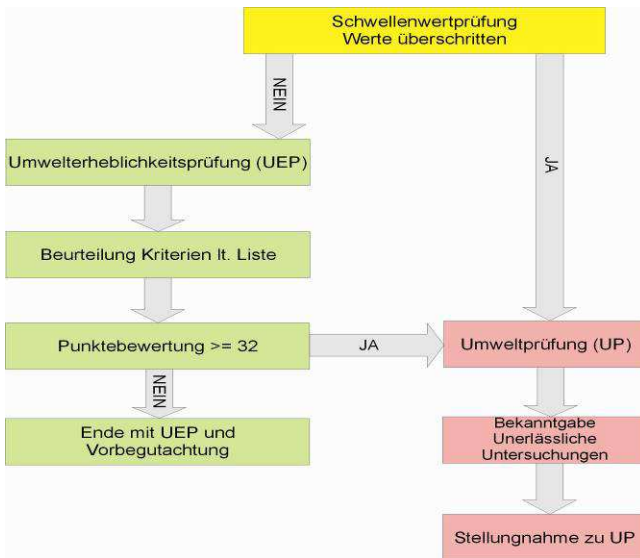 Schwellenwertprüfung
Werte überschritten
NEIN
JA
Umwelterheblichkeitsprüfung (UEP)
Beurteilung Kriterien lt. Liste
Punktebewertung >= 32
JA
Umweltprüfung (UP)
NEIN
Ende mit UEP und
Vorbegutachtung
Bekanntgabe
Unerlässliche
Untersuchungen
Stellungnahme zu UP